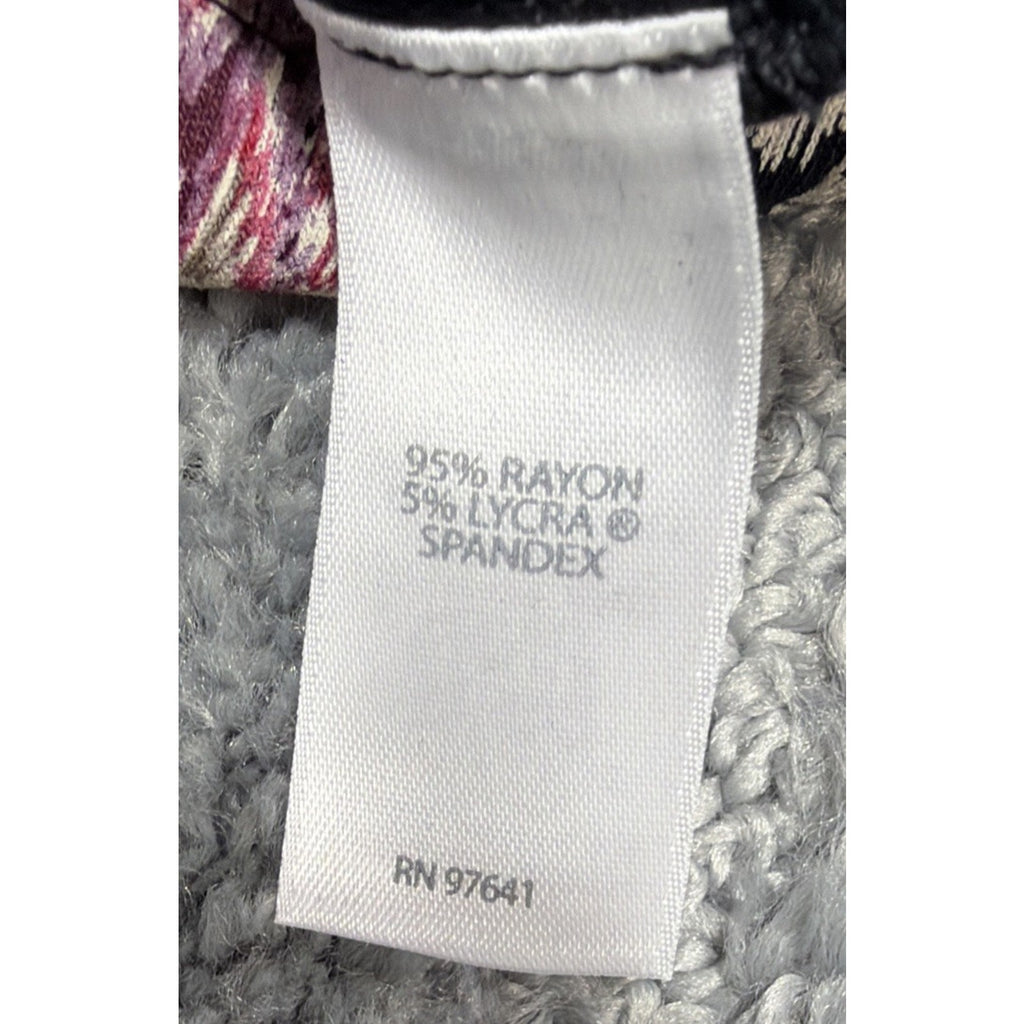 95% RAYON
5% LYCRA ®
SPANDEX
RN 97641